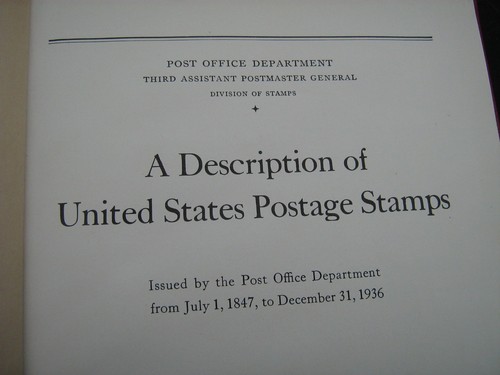 POST OFFICE DEPARTMENT
THIRD ASSISTANT POSTMASTER GENERAL
DIVISION OF STAMPS
A Description of
United States Postage Stamps
Issued by the Post Office Department
from July 1, 1847, to December 31, 1936